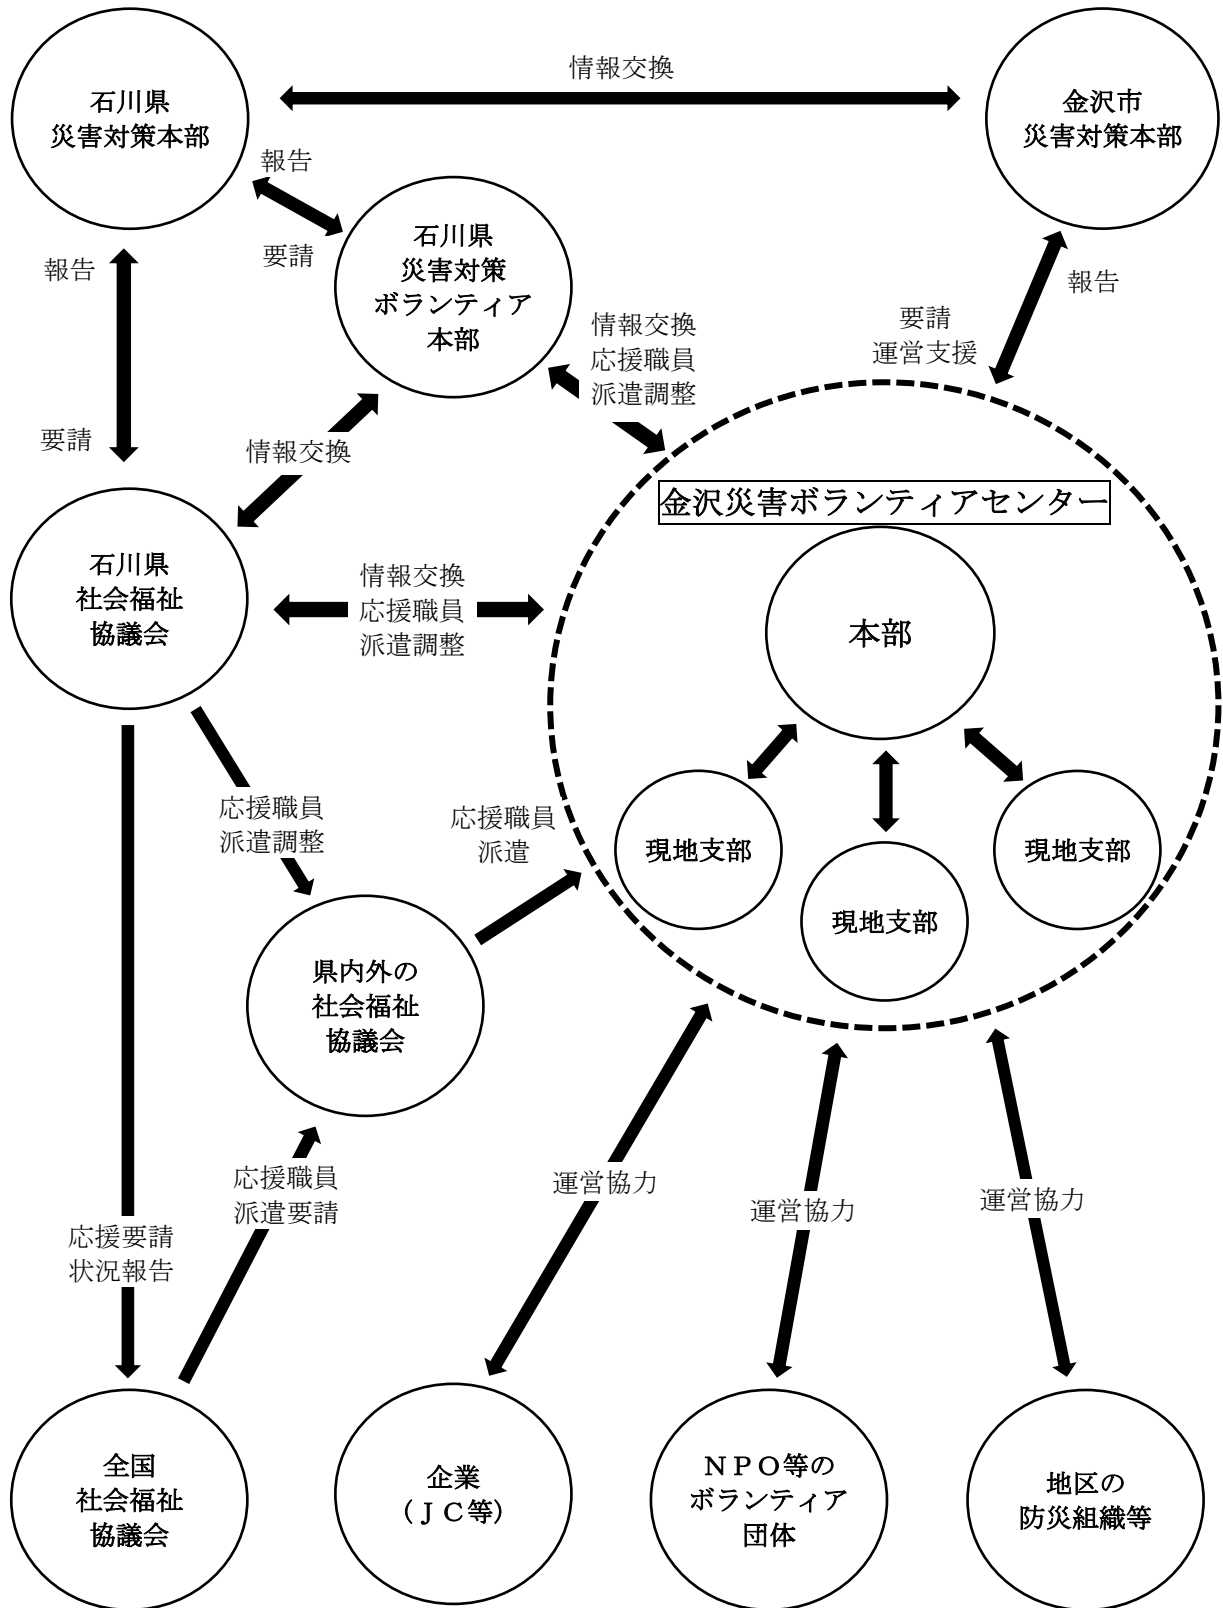 情報交換
石川県
災害対策本部
金沢市
災害対策本部
報告
要請
石川県
災害対策
ボランティア
本部
報告
要請
報告
要請
運営支援
情報交換
応援職員
派遣調整
情報交換
金沢災害ボランティアセンター
石川県
社会福祉
協議会
情報交換
応援職員
派遣調整
本部
応援職員
派遣調整
応援職員
派遣
現地支部
現地支部
現地支部
県内外の
社会福祉
協議会
応援職員
派遣要請
運営協力
運営協力
運営協力
応援要請
状況報告
全国
社会福祉
協議会
企業
（ＪＣ等）
ＮＰＯ等の
ボランティア
団体
地区の
防災組織等